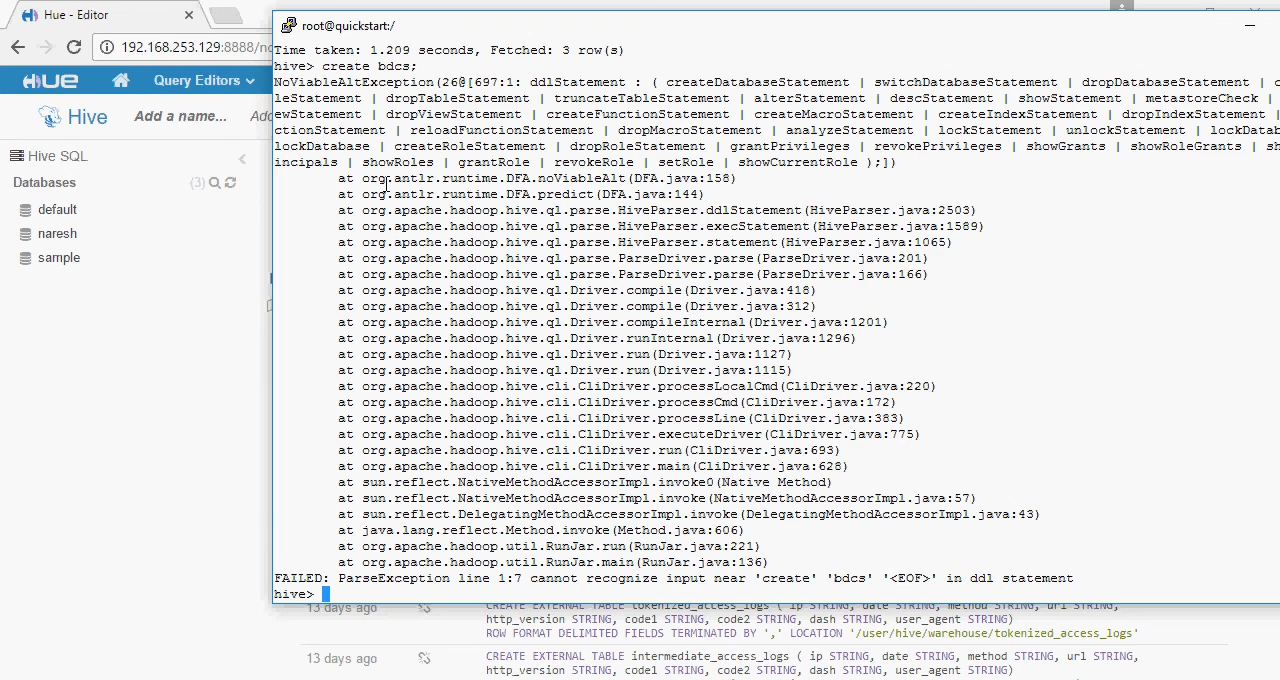 Hue - Editor
192.168.253.129:8888/no
HUE
Query Editors
Hive
Add a name...
Hive SQL
Databases
(3)
default
naresh
sample
root@quickstart:/
Time taken: 1.209 seconds, Fetched: 3 row(s)
hive> create bdcs;
NoViableAltException(26@[697:1: ddlStatement : ( createDatabaseStatement | switchDatabaseStatement | dropDatabaseStatement | c
leStatement | dropTableStatement | truncateTableStatement | alterStatement | descStatement | showStatement | metastoreCheck |
ewStatement | dropViewStatement | createFunctionStatement | createMacroStatement | createIndexStatement | dropIndexStatement |
ctionStatement | reloadFunctionStatement | dropMacroStatement | analyzeStatement | lockStatement | unlockStatement | lockDatab
lockDatabase | createRoleStatement | dropRoleStatement | grantPrivileges | revokePrivileges | showGrants | showRoleGrants | sh
incipals | showRoles | grantRole | revokeRole | setRole | showCurrentRole );])
at org.antlr.runtime.DFA.noViableAlt(DFA.java:158)
at org.antlr.runtime.DFA.predict(DFA.java:144)
at org.apache.hadoop.hive.ql.parse.HiveParser.ddlStatement(HiveParser.java:2503)
at org.apache.hadoop.hive.ql.parse.HiveParser.execStatement(HiveParser.java:1589)
at org.apache.hadoop.hive.ql.parse.HiveParser.statement(HiveParser.java:1065)
at org.apache.hadoop.hive.ql.parse.ParseDriver.parse(ParseDriver.java:201)
at org.apache.hadoop.hive.ql.parse.ParseDriver.parse(ParseDriver.java:166)
at org.apache.hadoop.hive.ql.Driver.compile(Driver.java:418)
at org.apache.hadoop.hive.ql.Driver.compile(Driver.java:312)
at org.apache.hadoop.hive.ql.Driver.compileInternal(Driver.java:1201)
at org.apache.hadoop.hive.ql.Driver.runInternal(Driver.java:1296)
at org.apache.hadoop.hive.ql.Driver.run(Driver.java:1127)
at org.apache.hadoop.hive.ql.Driver.run(Driver.java:1115)
at org.apache.hadoop.hive.cli.CliDriver.processLocalCmd(CliDriver.java:220)
at org.apache.hadoop.hive.cli.CliDriver.processCmd(CliDriver.java:172)
at org.apache.hadoop.hive.cli.CliDriver.processLine(CliDriver.java:383)
at org.apache.hadoop.hive.cli.CliDriver.executeDriver(CliDriver.java:775)
at org.apache.hadoop.hive.cli.CliDriver.run(CliDriver.java:693)
at org.apache.hadoop.hive.cli.CliDriver.main(CliDriver.java:628)
at sun.reflect.NativeMethodAccessorImpl.invoke0(Native Method)
at sun.reflect.NativeMethodAccessorImpl.invoke(NativeMethodAccessorImpl.java:57)
at sun.reflect.DelegatingMethodAccessorImpl.invoke(DelegatingMethodAccessorImpl.java:43)
at java.lang.reflect.Method.invoke(Method.java:606)
at org.apache.hadoop.util.RunJar.run(RunJar.java:221)
at org.apache.hadoop.util.RunJar.main(RunJar.java:136)
FAILED: ParseException line 1:7 cannot recognize input near 'create' 'bdcs' '<EOF>' in ddl statement
hive>
13 days ago
CREATE EXTERNAL TABLE tokenized_access_logs ( ip STRING, date STRING, method STRING, url STRING,
http_version STRING, code1 STRING, code2 STRING, dash STRING, user_agent STRING)
ROW FORMAT DELIMITED FIELDS TERMINATED BY ',' LOCATION '/user/hive/warehouse/tokenized_access_logs'
13 days ago
CREATE EXTERNAL TABLE intermediate_access_logs ( ip STRING, date STRING, method STRING, url STRING,
http_version STRING, code1 STRING, code2 STRING, dash STRING, user_agent STRING)